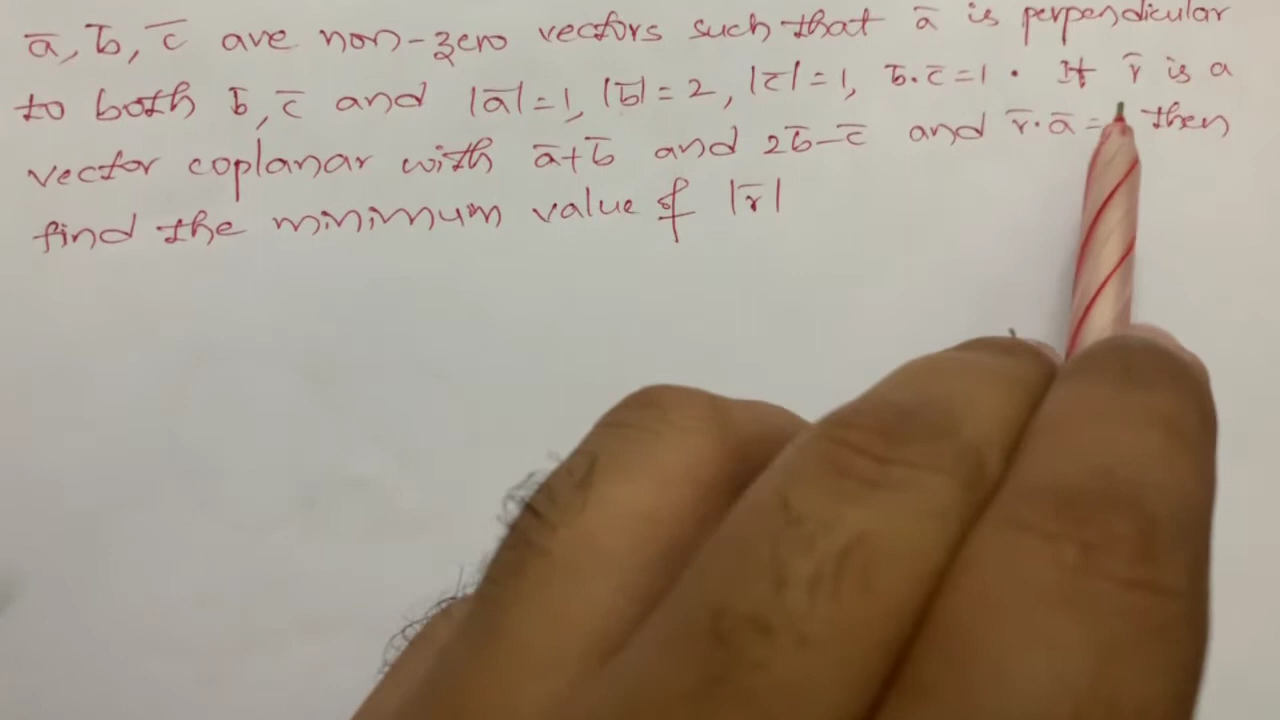 a̅, b̅, c̅ are non-zero vectors such that a̅ is perpendicular
to both b̅, c̅ and |a̅|=1, |b̅|=2, |c̅|=1, b̅.c̅=1. If r̅ is a
vector coplanar with a̅+b̅ and 2b̅-c̅ and r̅.a̅= then
find the minimum value of |r̅|